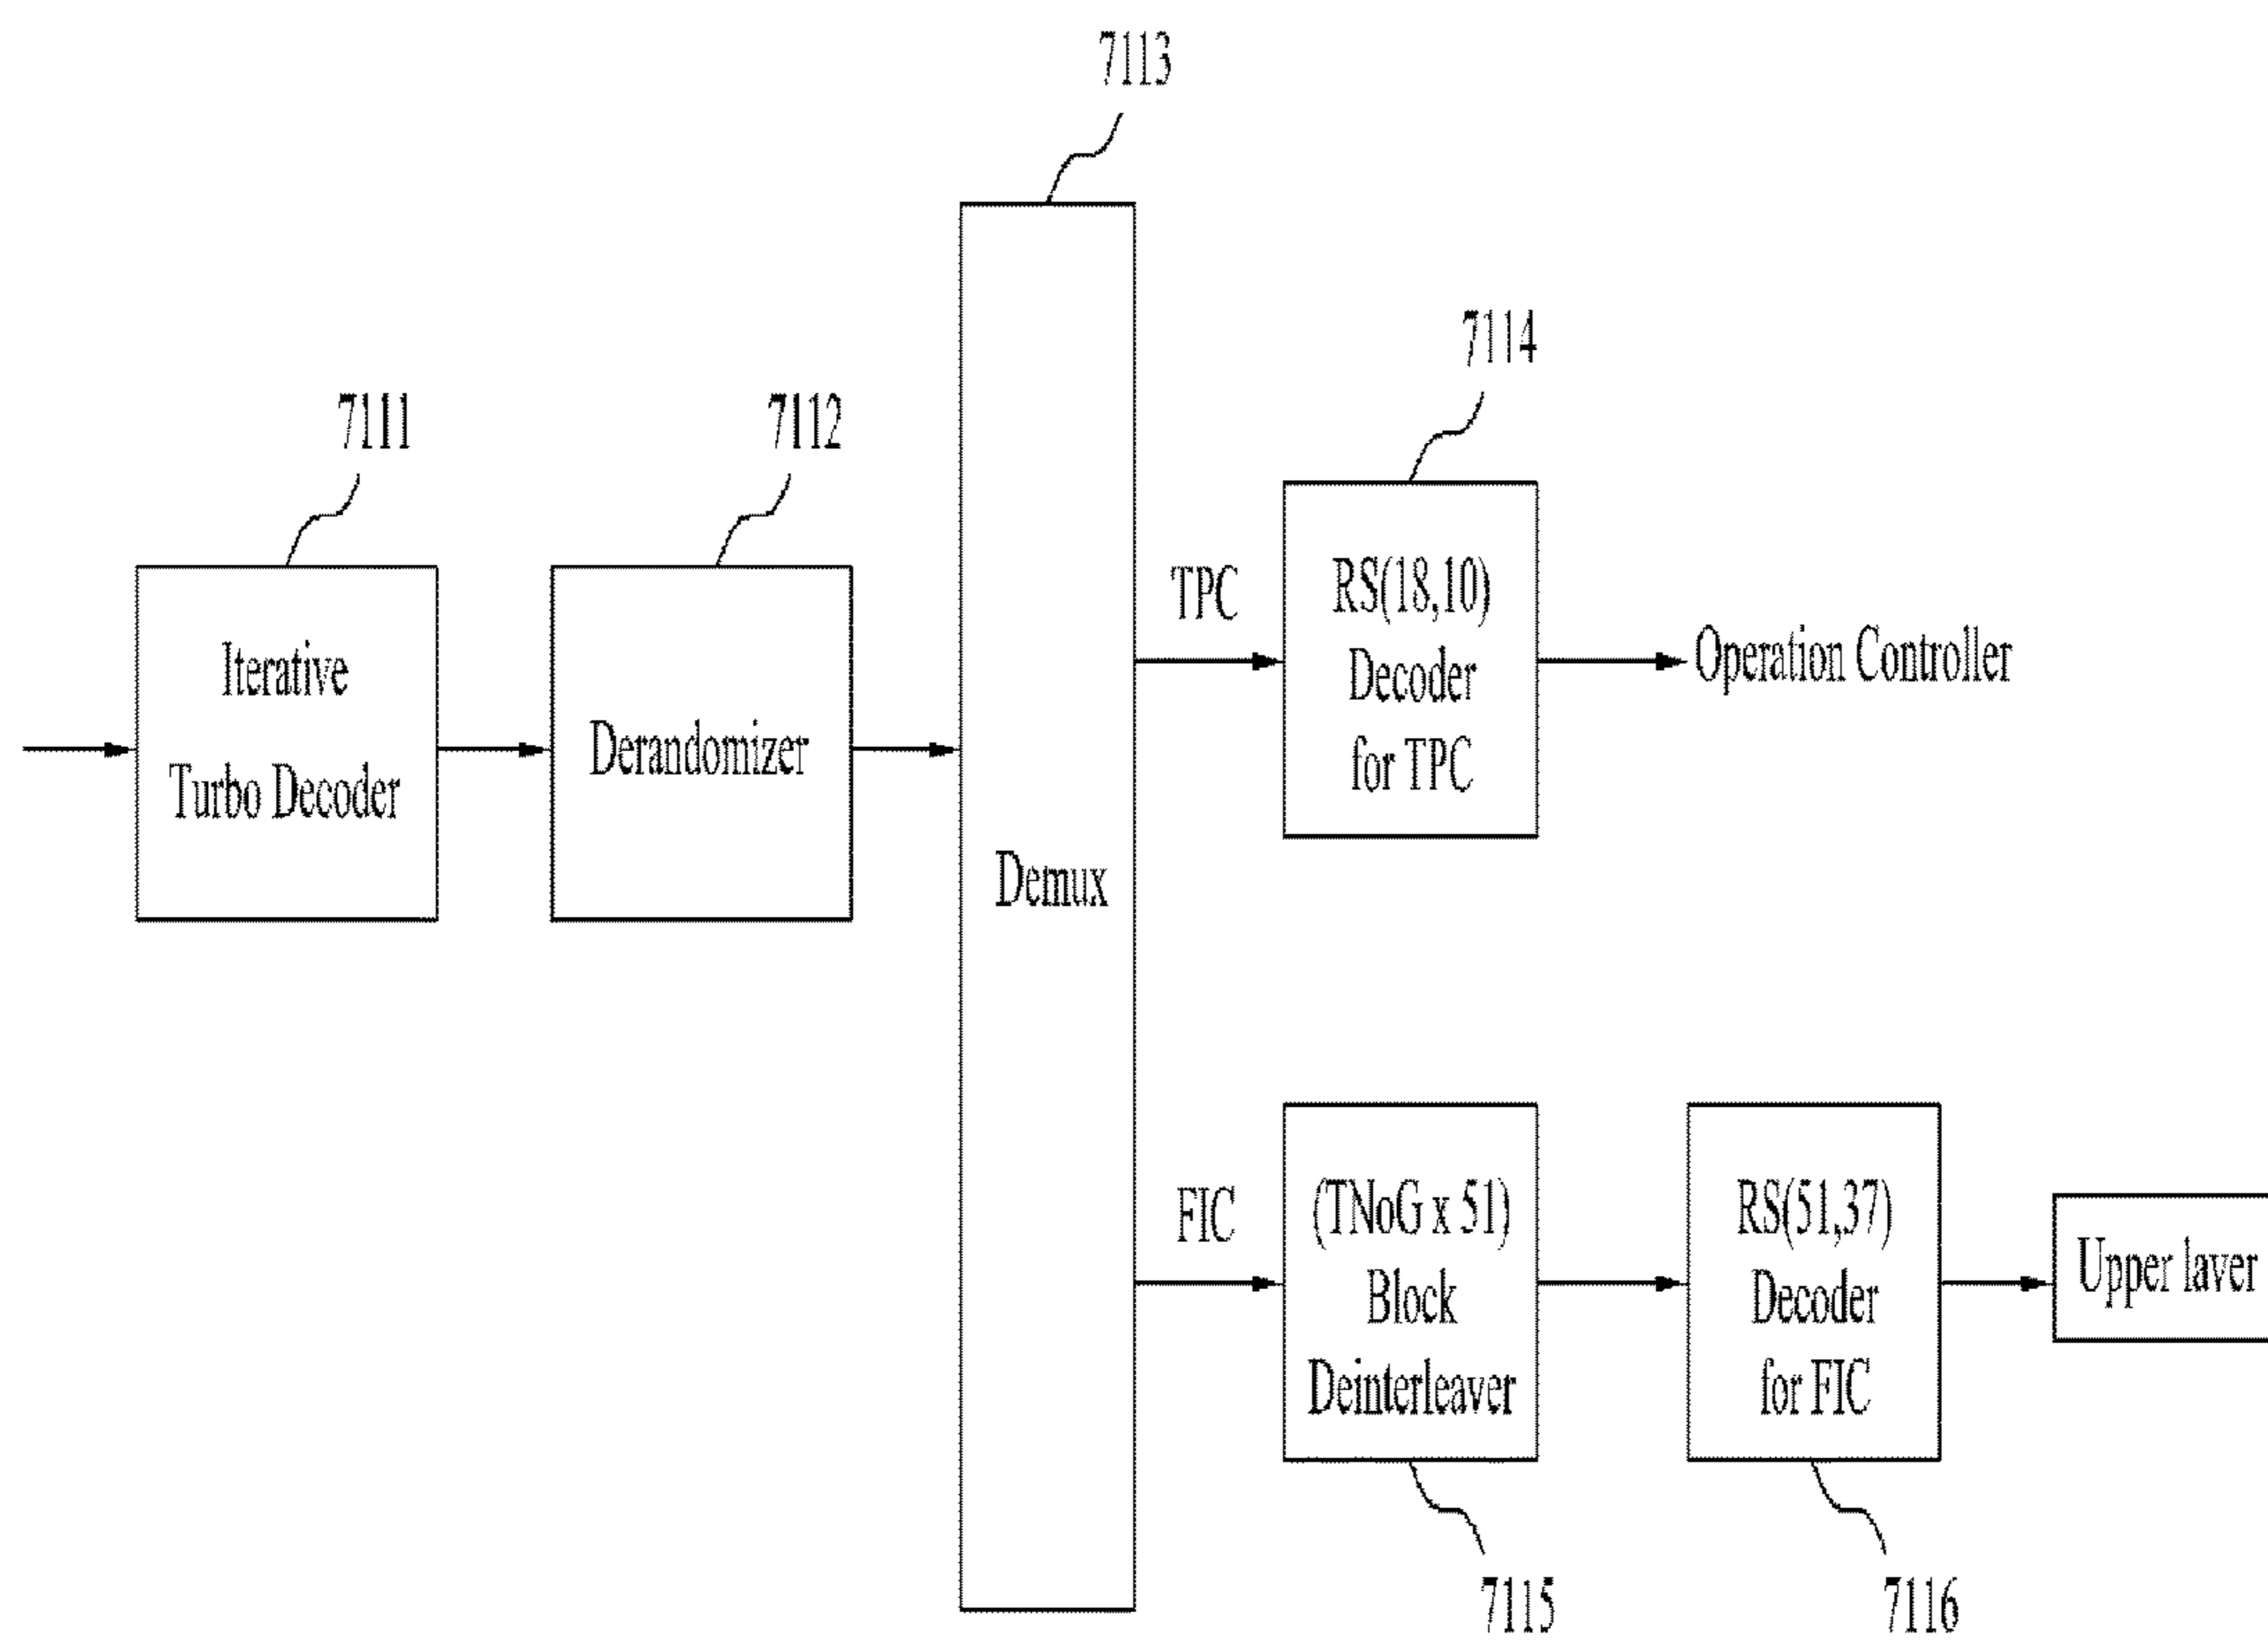 7113
7114
7111
7112
TPC
RS(18,10)
Decoder
for TPC
Operation Controller
Iterative
Turbo Decoder
Derandomizer
Demux
FIC
(TNoG x 51)
Block
Deinterleaver
RS(51,37)
Decoder
for FIC
Upper laver
7115
7116